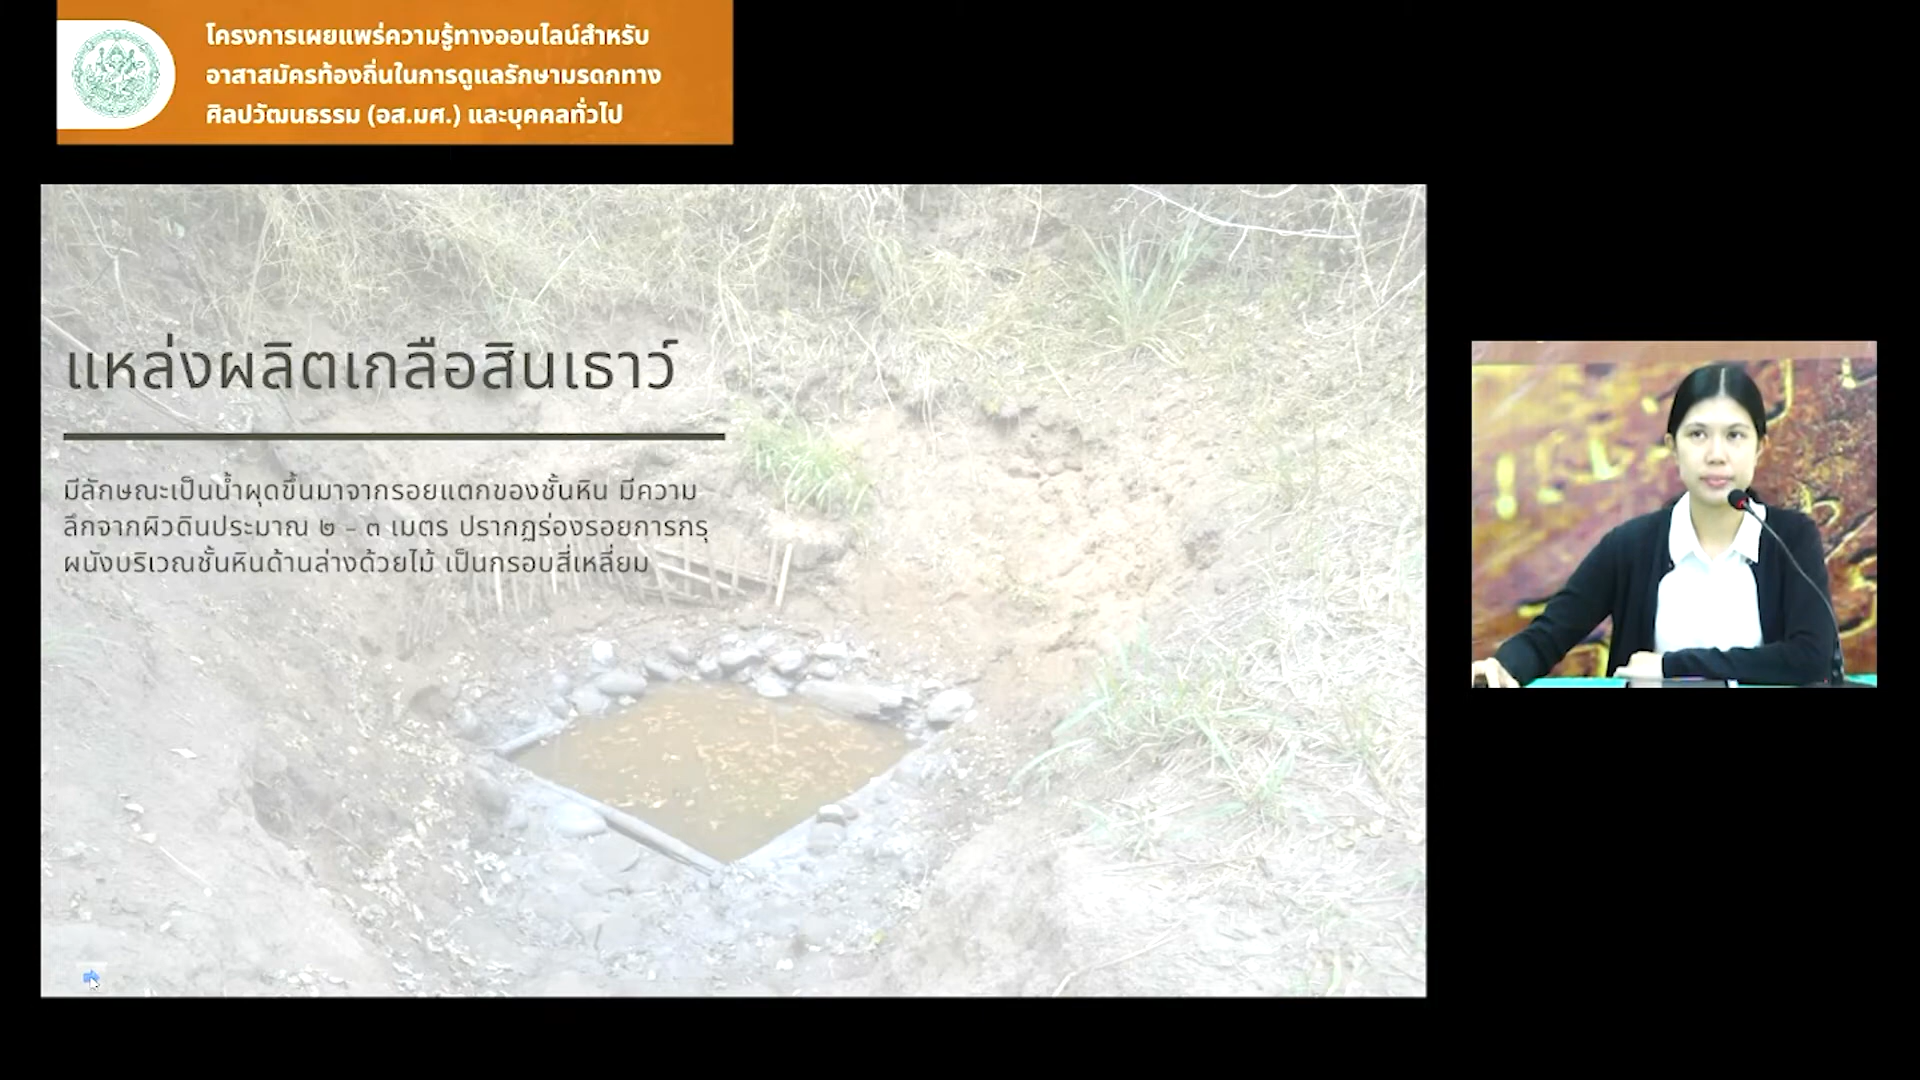 โครงการเผยแพร่ความรู้ทางออนไลน์สำหรับ
อาสาสมัครท้องถิ่นในการดูแลรักษามรดกทาง
ศิลปวัฒนธรรม (อส.มศ.) และบุคคลทั่วไป
แหล่งผลิตเกลือสินเธาว์
มีลักษณะเป็นน้ำผุดขึ้นมาจากรอยแตกของชั้นหิน มีความ
ลึกจากผิวดินประมาณ ๒ - ๓ เมตร ปรากฏร่องรอยการกรุ
ผนังบริเวณชั้นหินด้านล่างด้วยไม้ เป็นกรอบสี่เหลี่ยม